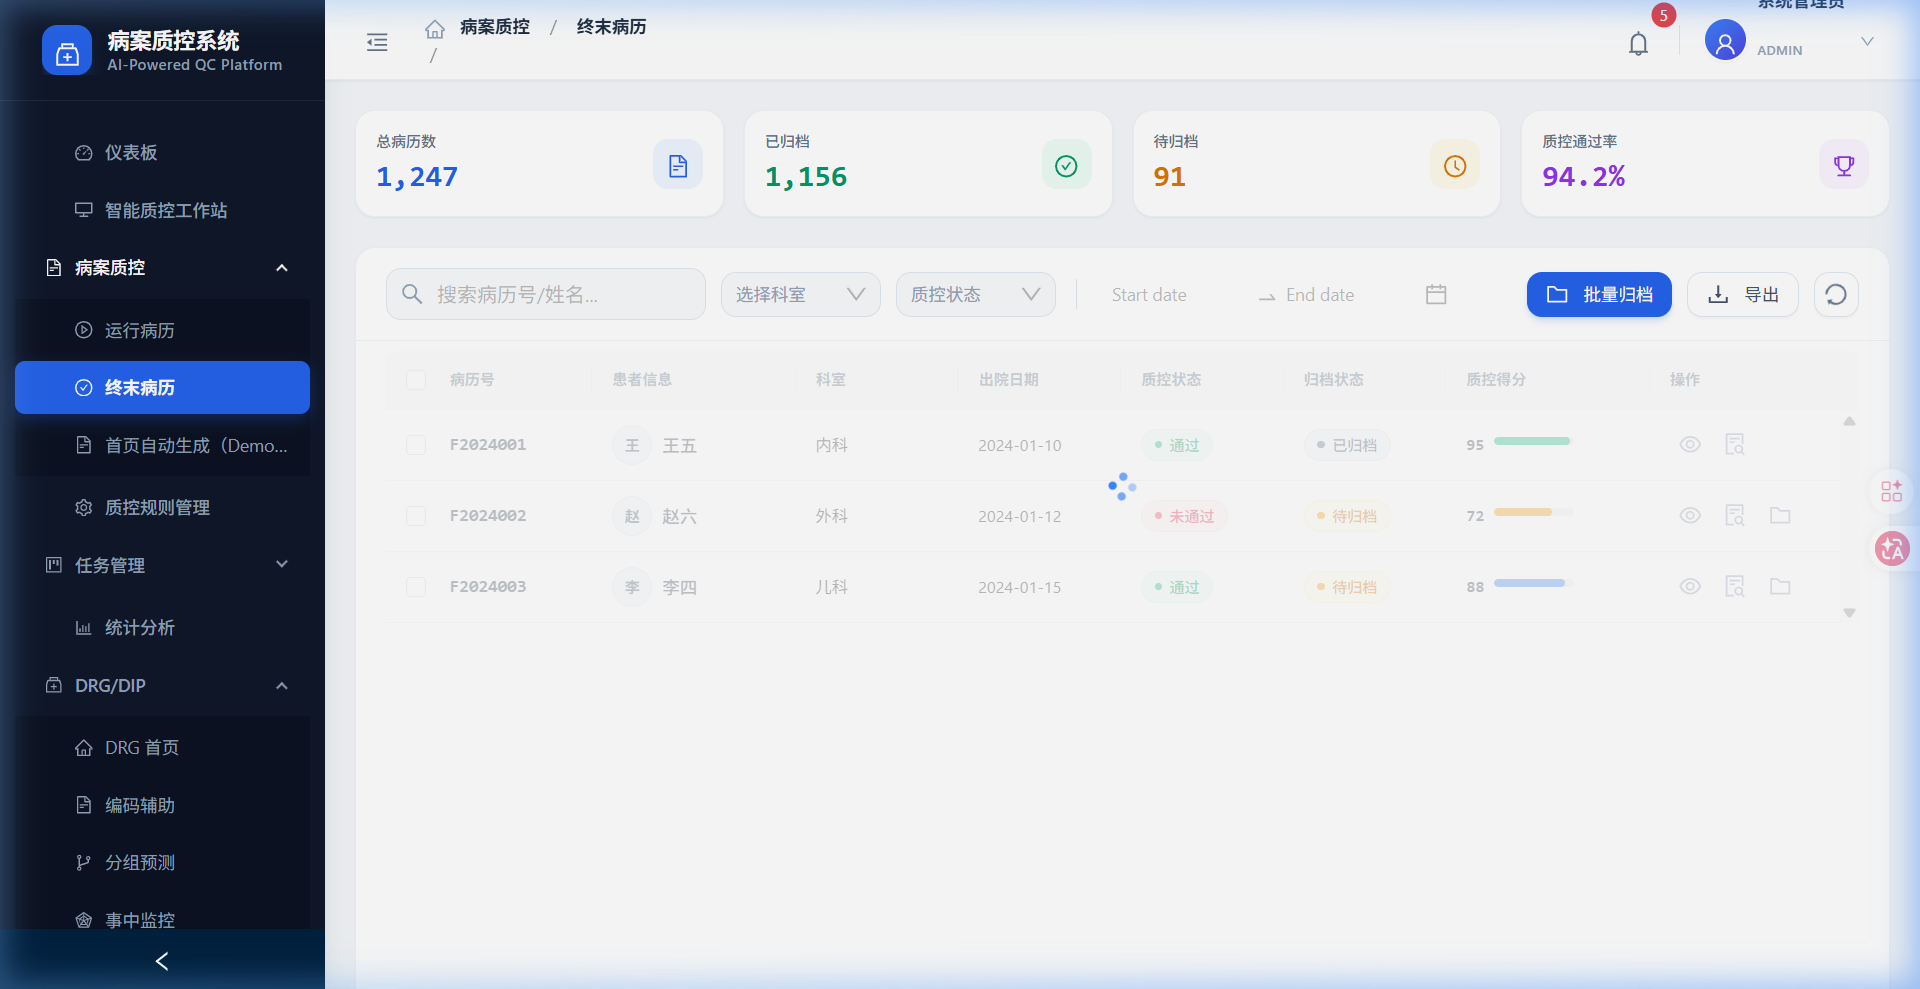 病案质控系统
AI-Powered QC Platform
仪表板
智能质控工作站
病案质控
运行病历
终末病历
首页自动生成（Demo...
质控规则管理
任务管理
统计分析
DRG/DIP
DRG 首页
编码辅助
分组预测
事中监控
病案质控 / 终末病历
/
5
系统管理员
ADMIN
总病历数
1,247
已归档
1,156
待归档
91
质控通过率
94.2%
搜索病历号/姓名... 选择科室 质控状态 Start date End date 批量归档 导出
病历号 患者信息 科室 出院日期 质控状态 归档状态 质控得分 操作
F2024001 王 王五 内科 2024-01-10 通过 已归档 95
F2024002 赵 赵六 外科 2024-01-12 未通过 待归档 72
F2024003 李 李四 儿科 2024-01-15 通过 待归档 88